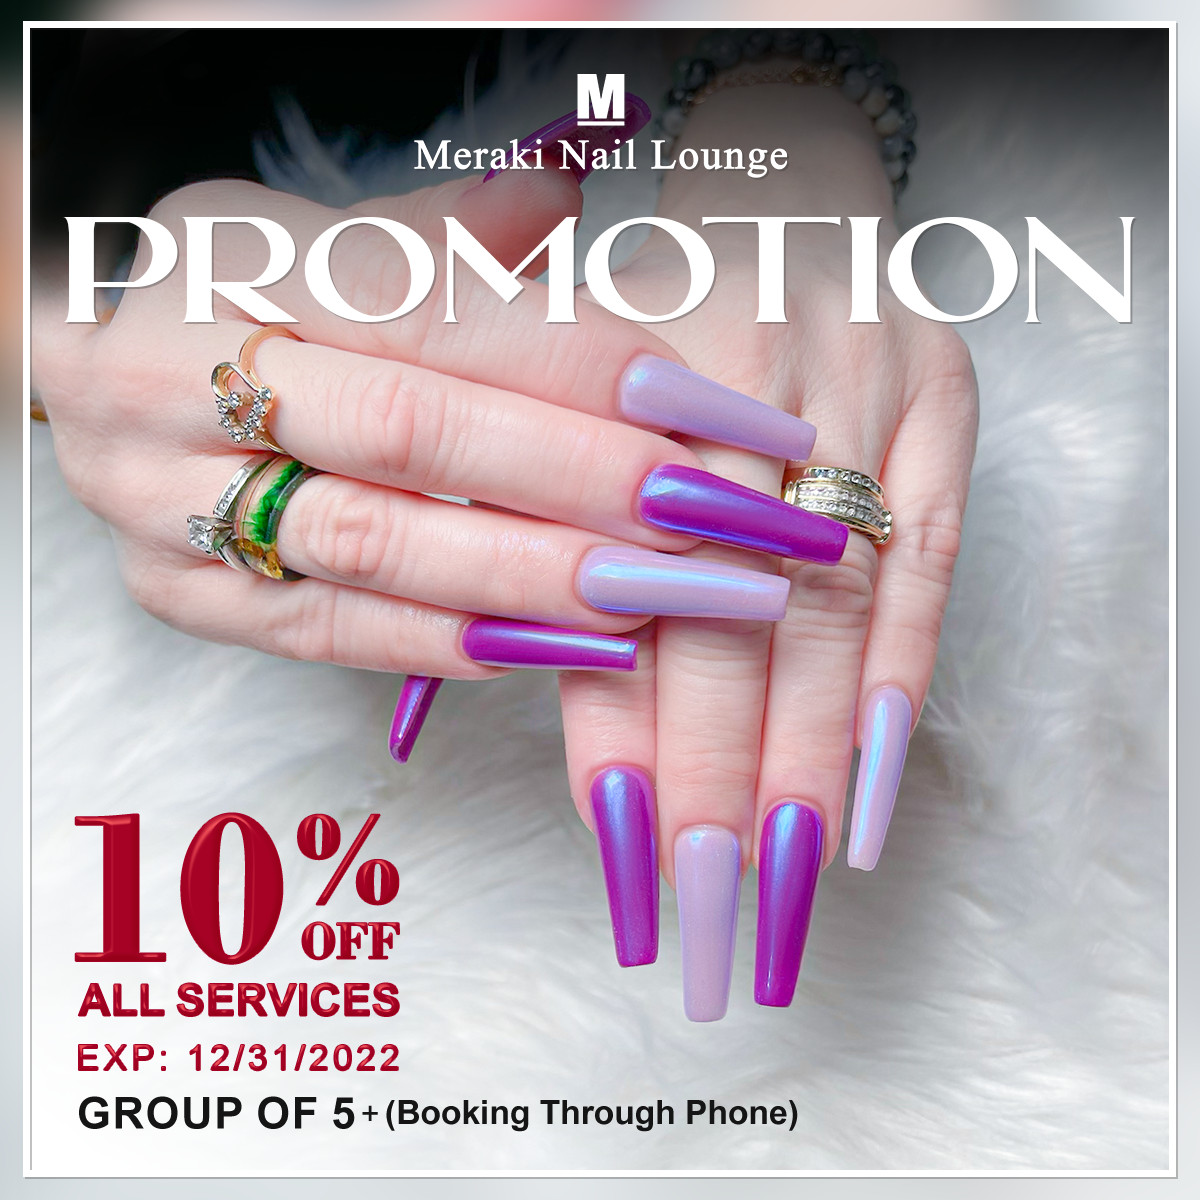 M
Meraki Nail Lounge
PROMOTION
10%
OFF
ALL SERVICES
EXP: 12/31/2022
GROUP OF 5+ (Booking Through Phone)